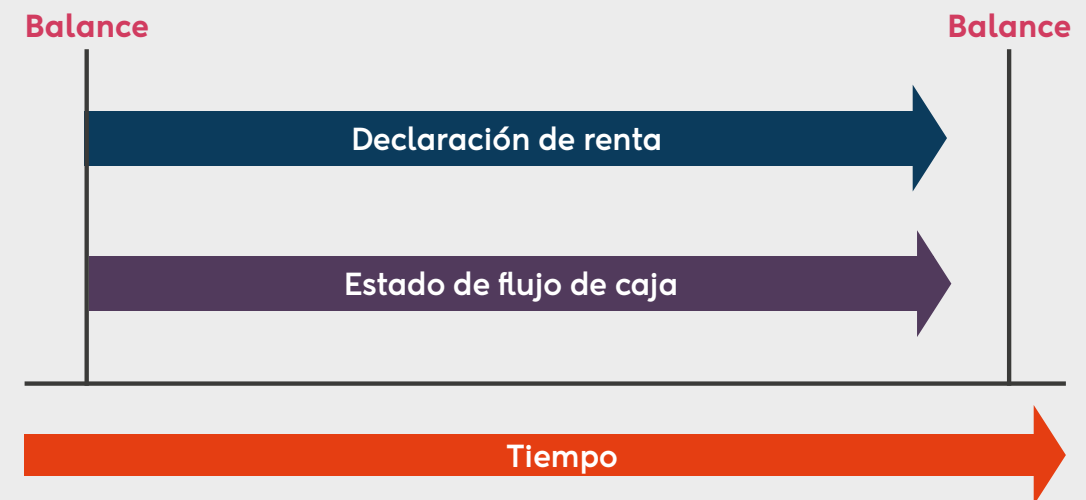 Balance
Balance
Declaración de renta
Estado de flujo de caja
Tiempo